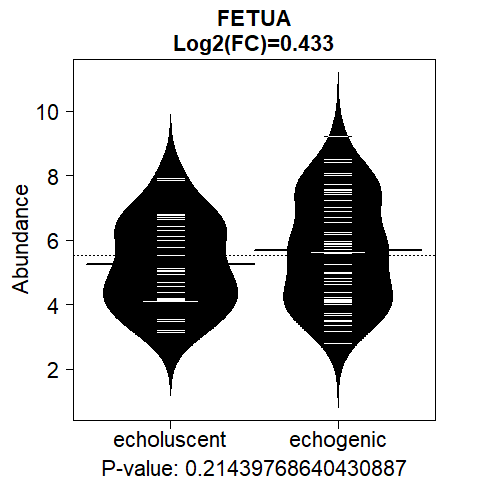 FETUA
Log2(FC)=0.433
Abundance
10
8
6
4
2
echoluscent echogenic
P-value: 0.21439768640430887